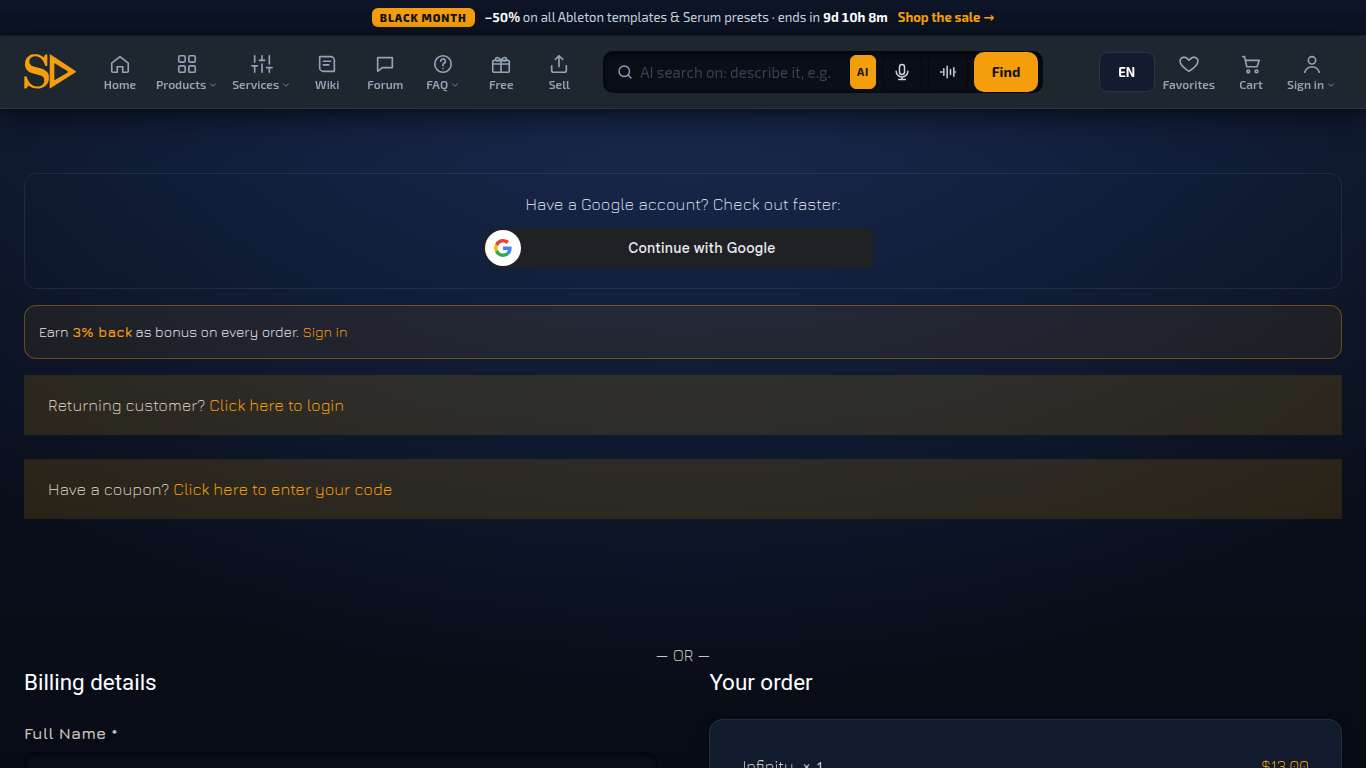 BLACK MONTH −50% on all Ableton templates & Serum presets · ends in 9d 10h 8m Shop the sale →
SD
Home Products Services Wiki Forum FAQ Free Sell
AI search on: describe it, e.g. AI Find
EN Favorites Cart Sign in
Have a Google account? Check out faster:
Continue with Google
Earn 3% back as bonus on every order. Sign in
Returning customer? Click here to login
Have a coupon? Click here to enter your code
— OR —
Billing details
Your order
Full Name *
Infinity × 1 $13.00